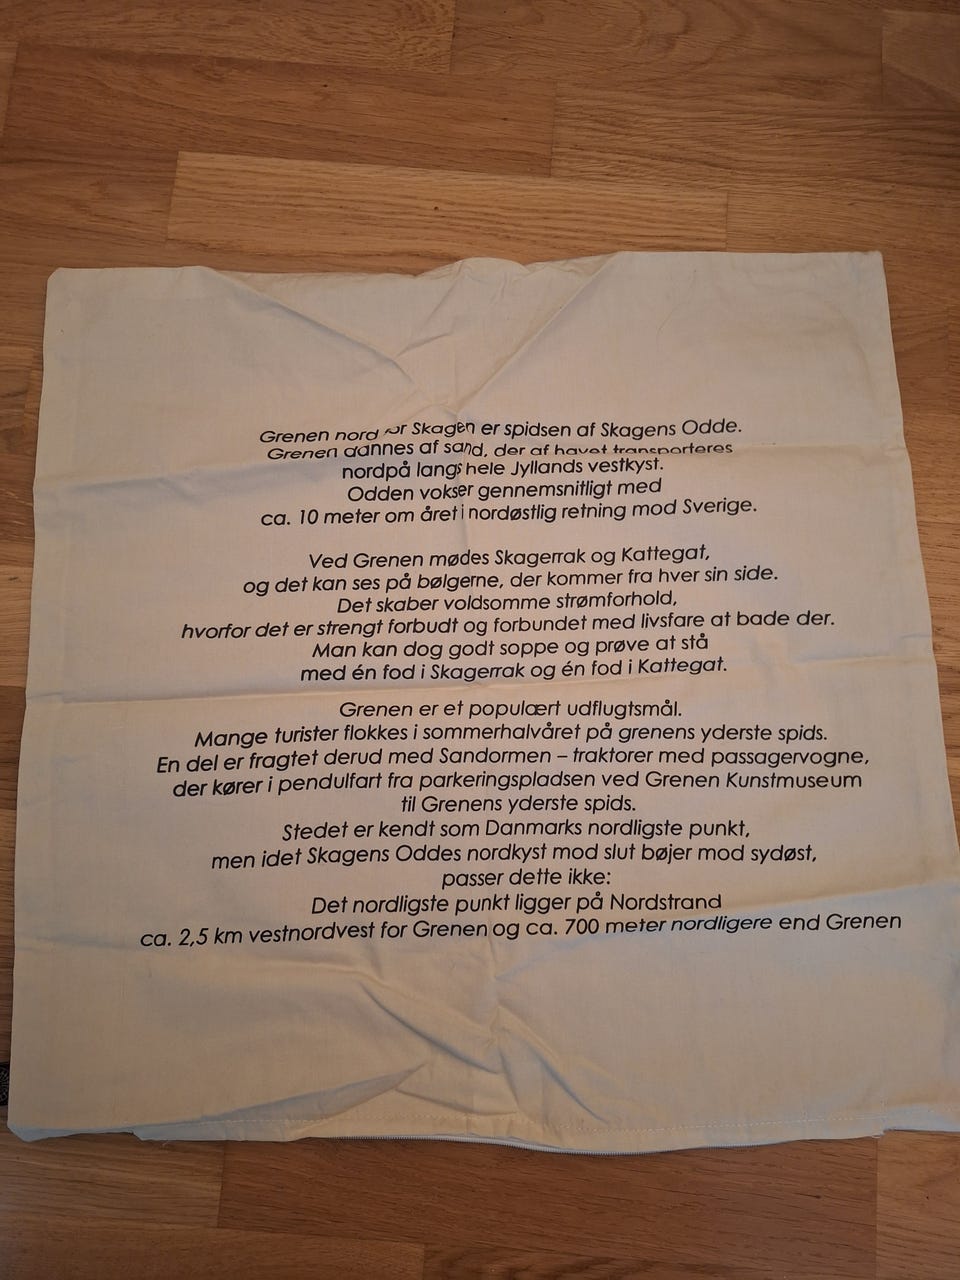 Grenen nord for Skagen er spidsen af Skagens Odde.
Grenen dannes af sand, der af havet transporteres
nordpå langs hele Jyllands vestkyst.
Odden vokser gennemsnitligt med
ca. 10 meter om året i nordøstlig retning mod Sverige.
Ved Grenen mødes Skagerrak og Kattegat,
og det kan ses på bølgerne, der kommer fra hver sin side.
Det skaber voldsomme strømforhold,
hvorfor det er strengt forbudt og forbundet med livsfare at bade der.
Man kan dog godt soppe og prøve at stå
med én fod i Skagerrak og én fod i Kattegat.
Grenen er et populært udflugtsmål.
Mange turister flokkes i sommerhalvåret på grenens yderste spids.
En del er fragtet derud med Sandormen – traktorer med passagervogne,
der kører i pendulfart fra parkeringspladsen ved Grenen Kunstmuseum
til Grenens yderste spids.
Stedet er kendt som Danmarks nordligste punkt,
men idet Skagens Oddes nordkyst mod slut bøjer mod sydøst,
passer dette ikke:
Det nordligste punkt ligger på Nordstrand
ca. 2,5 km vestnordvest for Grenen og ca. 700 meter nordligere end Grenen